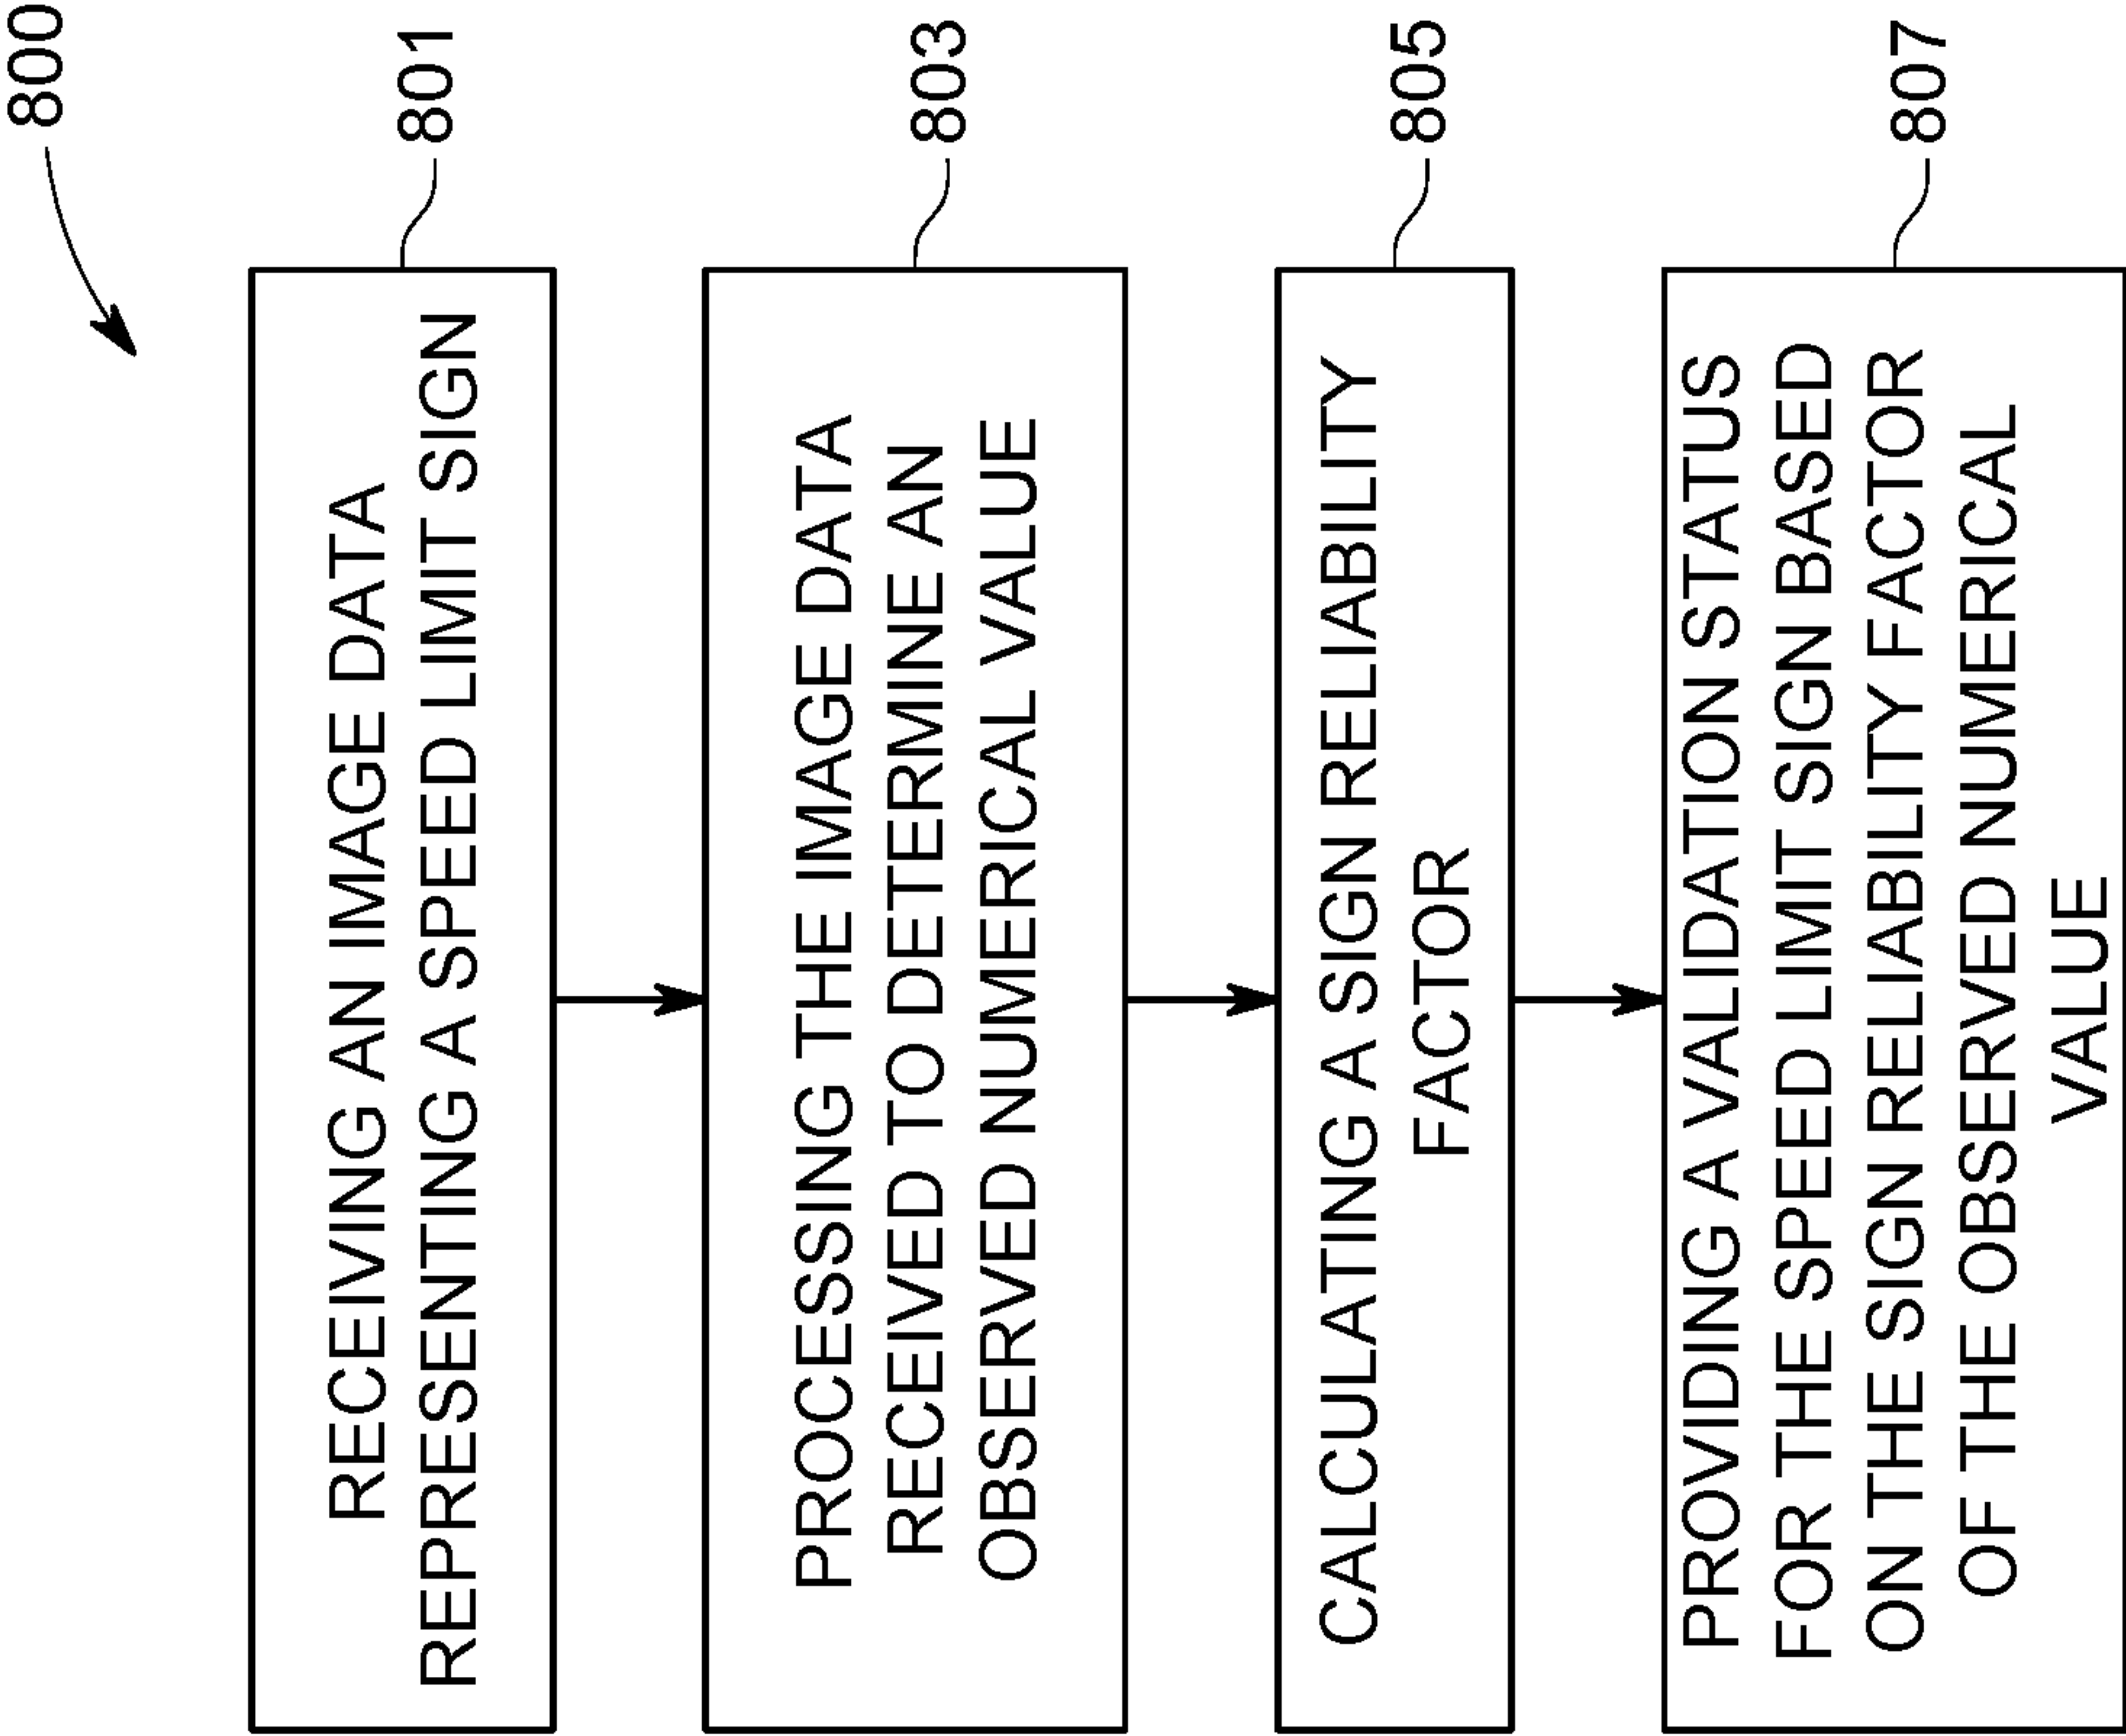 800
RECEIVING AN IMAGE DATA
REPRESENTING A SPEED LIMIT SIGN
801
PROCESSING THE IMAGE DATA
RECEIVED TO DETERMINE AN
OBSERVED NUMERICAL VALUE
803
CALCULATING A SIGN RELIABILITY
FACTOR
805
PROVIDING A VALIDATION STATUS
FOR THE SPEED LIMIT SIGN BASED
ON THE SIGN RELIABILITY FACTOR
OF THE OBSERVED NUMERICAL
VALUE
807